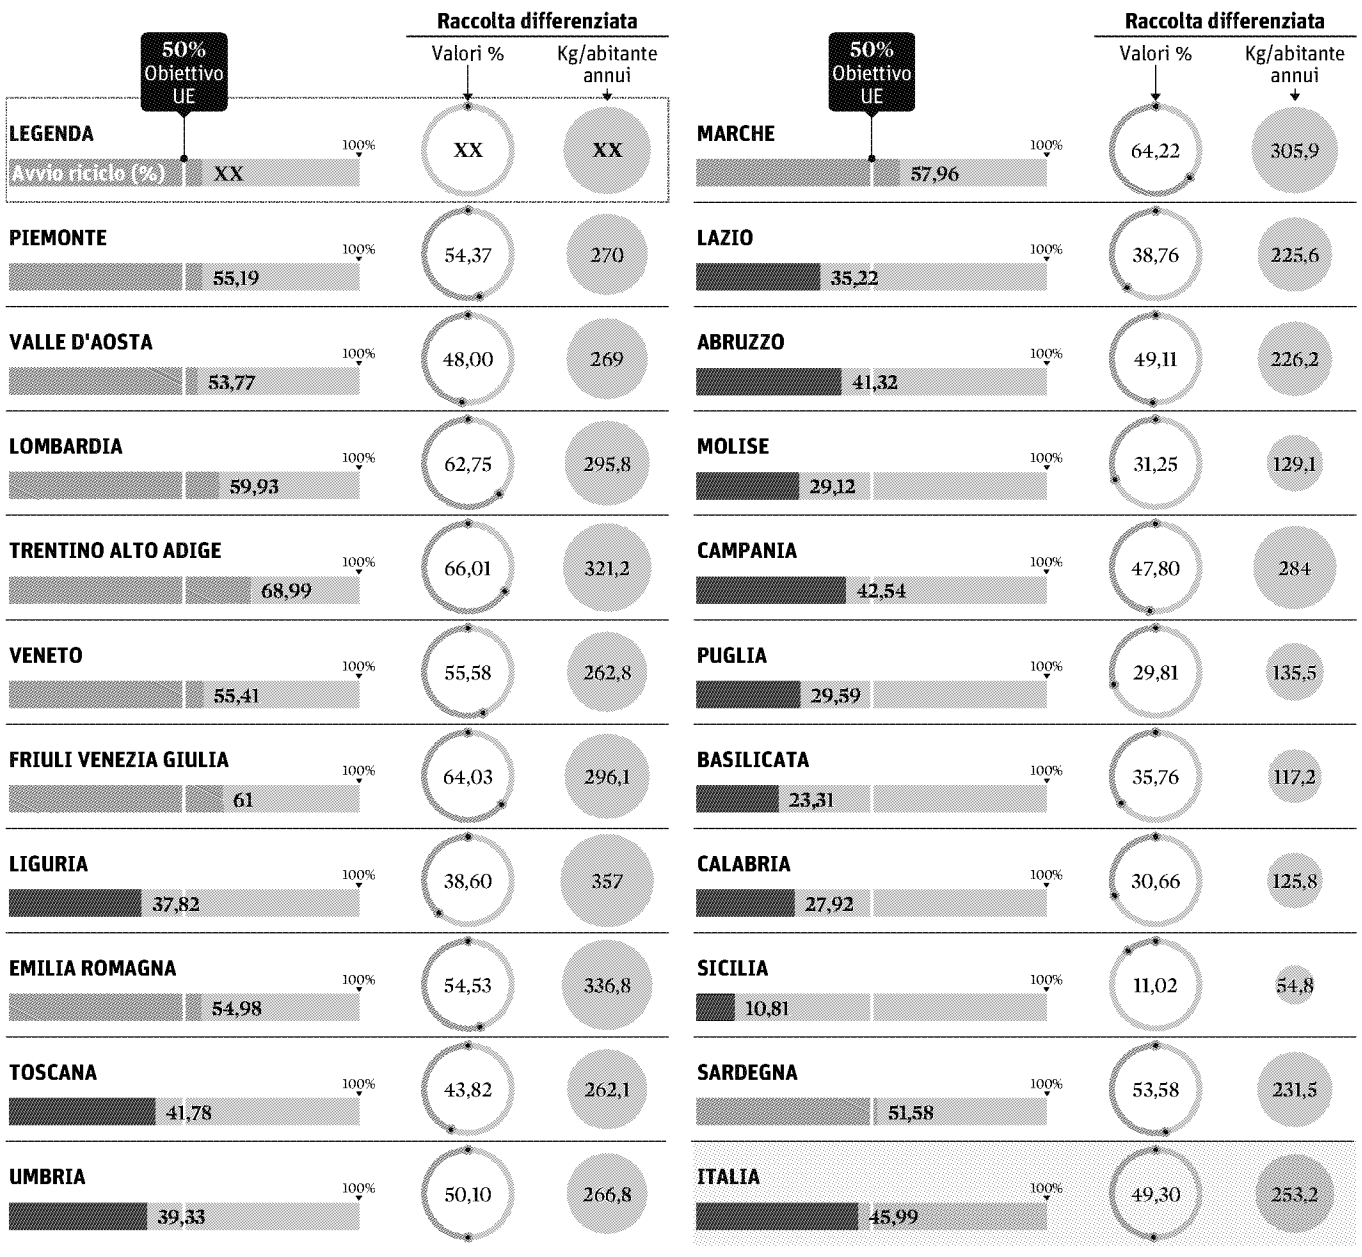 Raccolta differenziata
50%
Obiettivo
UE
Valori %
Kg/abitante
annui
LEGENDA
100%
Avvio riciclo (%)
XX
XX
XX
PIEMONTE
100%
55,19
54,37
270
VALLE D'AOSTA
100%
53,77
48,00
269
LOMBARDIA
100%
59,93
62,75
295,8
TRENTINO ALTO ADIGE
100%
68,99
66,01
321,2
VENETO
100%
55,41
55,58
262,8
FRIULI VENEZIA GIULIA
100%
61
64,03
296,1
LIGURIA
100%
37,82
38,60
357
EMILIA ROMAGNA
100%
54,98
54,53
336,8
TOSCANA
100%
41,78
43,82
262,1
UMBRIA
100%
39,33
50,10
266,8
Raccolta differenziata
50%
Obiettivo
UE
Valori %
Kg/abitante
annui
MARCHE
100%
57,96
64,22
305,9
LAZIO
100%
35,22
38,76
225,6
ABRUZZO
100%
41,32
49,11
226,2
MOLISE
100%
29,12
31,25
129,1
CAMPANIA
100%
42,54
47,80
284
PUGLIA
100%
29,59
29,81
135,5
BASILICATA
100%
23,31
35,76
117,2
CALABRIA
100%
27,92
30,66
125,8
SICILIA
100%
10,81
11,02
54,8
SARDEGNA
100%
51,58
53,58
231,5
ITALIA
100%
45,99
49,30
253,2